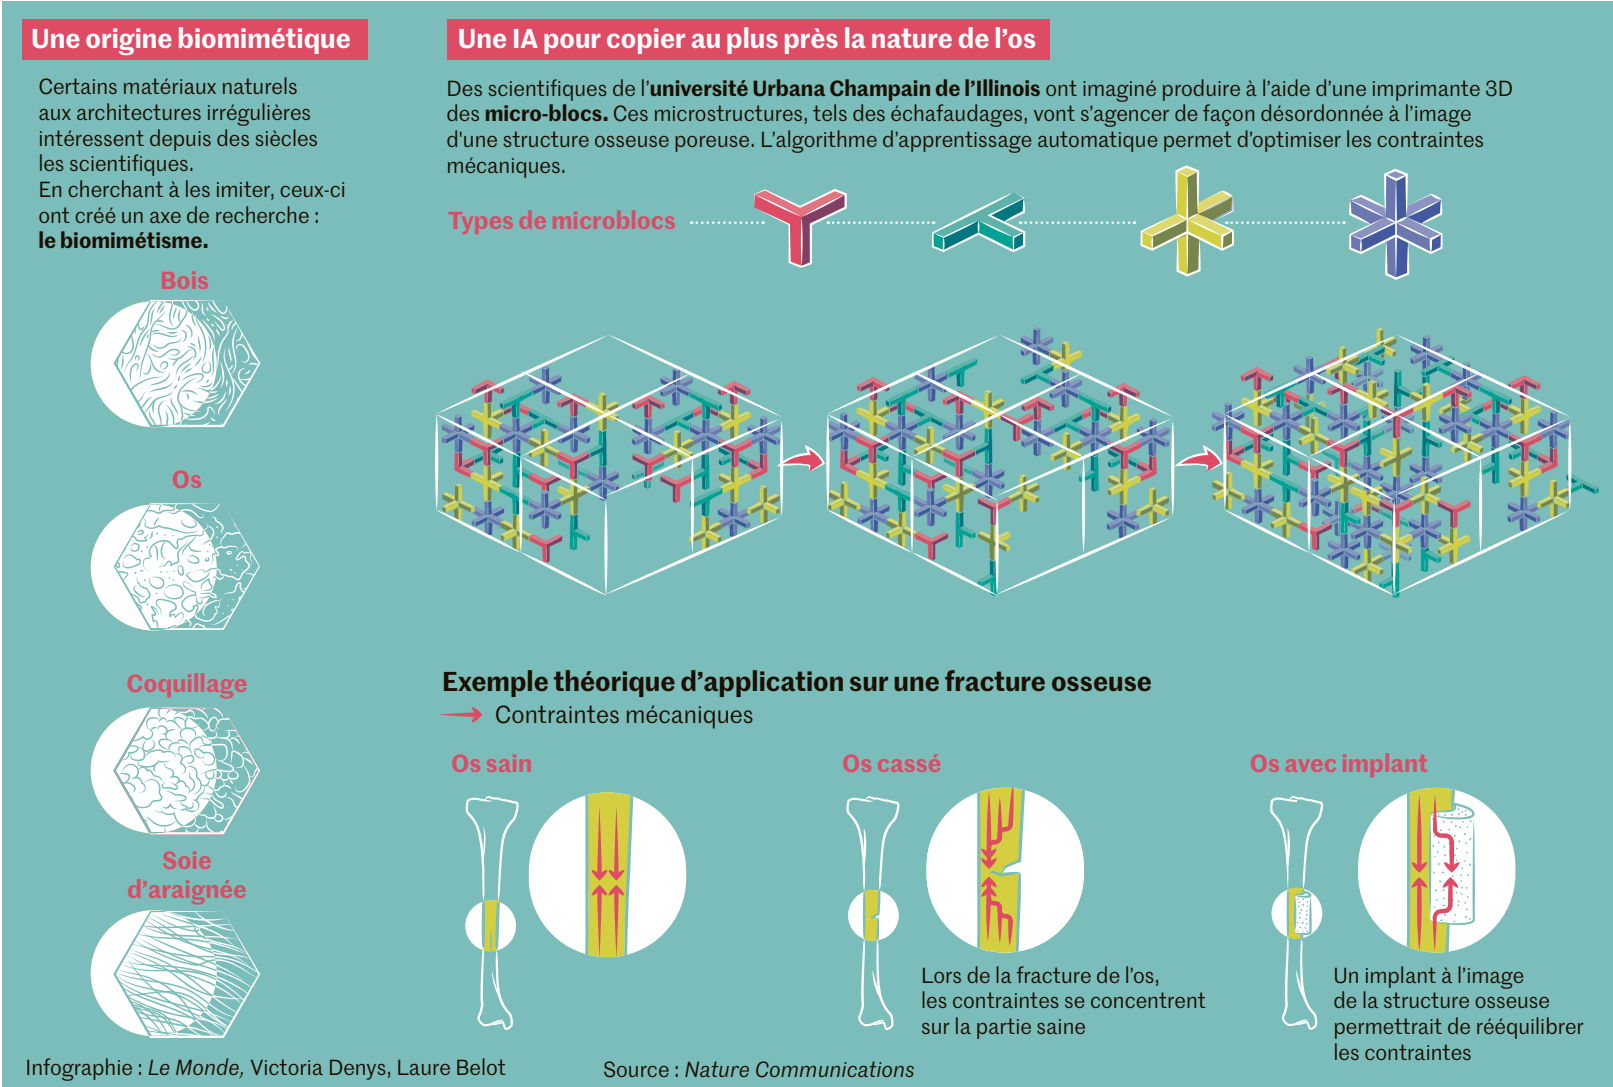 Une origine biomimétique
Certains matériaux naturels
aux architectures irrégulières
intéressent depuis des siècles
les scientifiques.
En cherchant à les imiter, ceux-ci
ont créé un axe de recherche :
le biomimétisme.
Bois
Os
Coquillage
Soie
d'araignée
Une IA pour copier au plus près la nature de l'os
Des scientifiques de l'université Urbana Champain de l'Illinois ont imaginé produire à l'aide d'une imprimante 3D
des micro-blocs. Ces microstructures, tels des échafaudages, vont s'agencer de façon désordonnée à l'image
d'une structure osseuse poreuse. L'algorithme d'apprentissage automatique permet d'optimiser les contraintes
mécaniques.
Types de microblocs
Exemple théorique d'application sur une fracture osseuse
Contraintes mécaniques
Os sain
Os cassé
Lors de la fracture de l'os,
les contraintes se concentrent
sur la partie saine
Os avec implant
Un implant à l'image
de la structure osseuse
permettrait de rééquilibrer
les contraintes
Infographie : Le Monde, Victoria Denys, Laure Belot
Source : Nature Communications